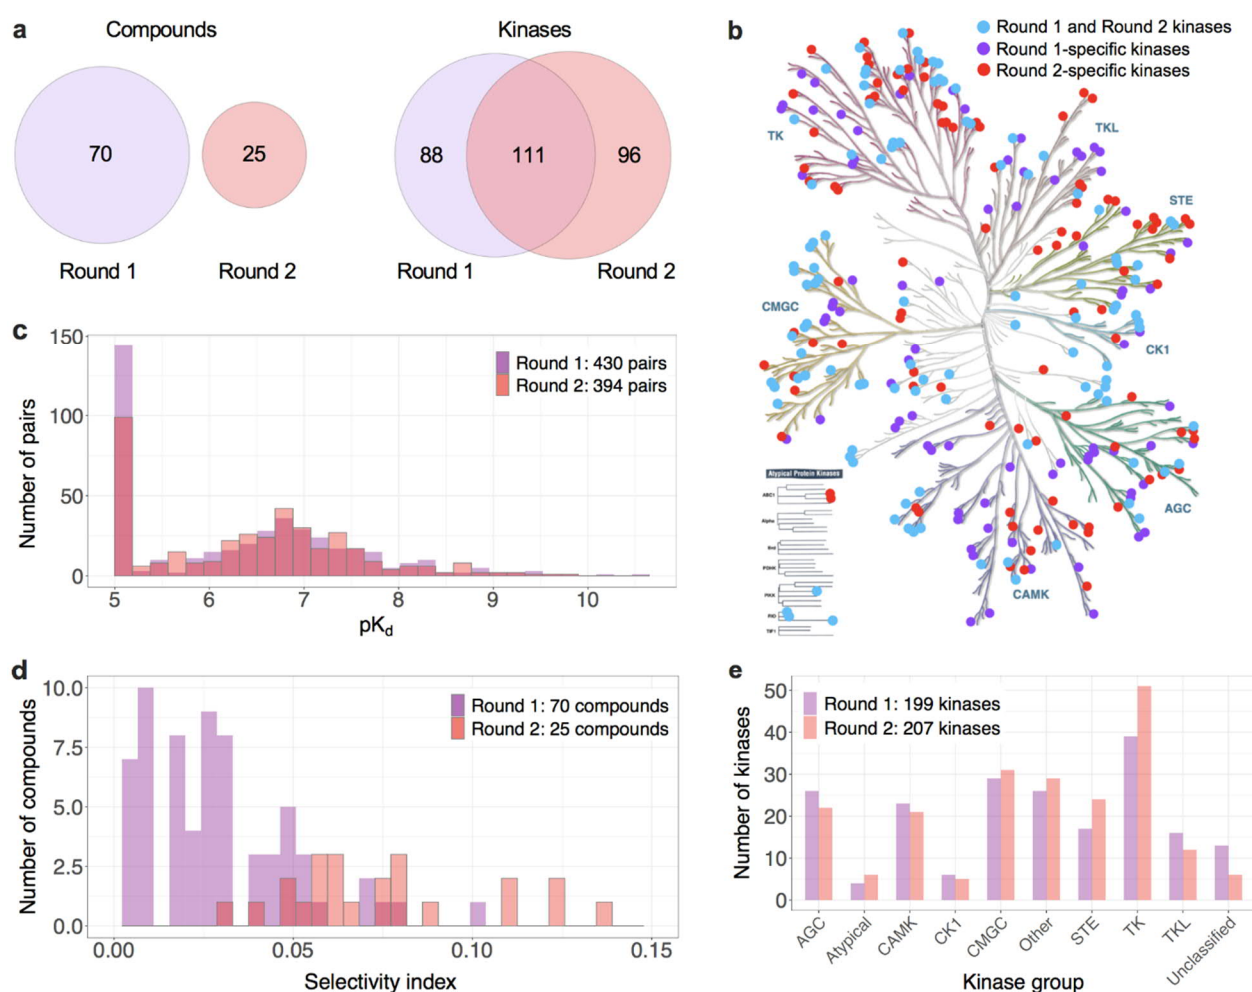 a
Compounds
Kinases
70
25
88
111
96
Round 1
Round 2
Round 1
Round 2
b
Round 1 and Round 2 kinases
Round 1-specific kinases
Round 2-specific kinases
TK
TKL
STE
CMGC
CK1
AGC
CAMK
Atypical Protein Kinases
ABC1
Alpha
RIO
PDHK
PIKK
TIF1
c
Number of pairs
150
100
50
0
Round 1: 430 pairs
Round 2: 394 pairs
5 6 7 8 9 10
pKd
d
Number of compounds
10.0
7.5
5.0
2.5
0.0
Round 1: 70 compounds
Round 2: 25 compounds
0.00 0.05 0.10 0.15
Selectivity index
e
Number of kinases
50
40
30
20
10
0
Round 1: 199 kinases
Round 2: 207 kinases
AGC Atypical CAMK CK1 CMGC Other STE TK TKL Unclassified
Kinase group